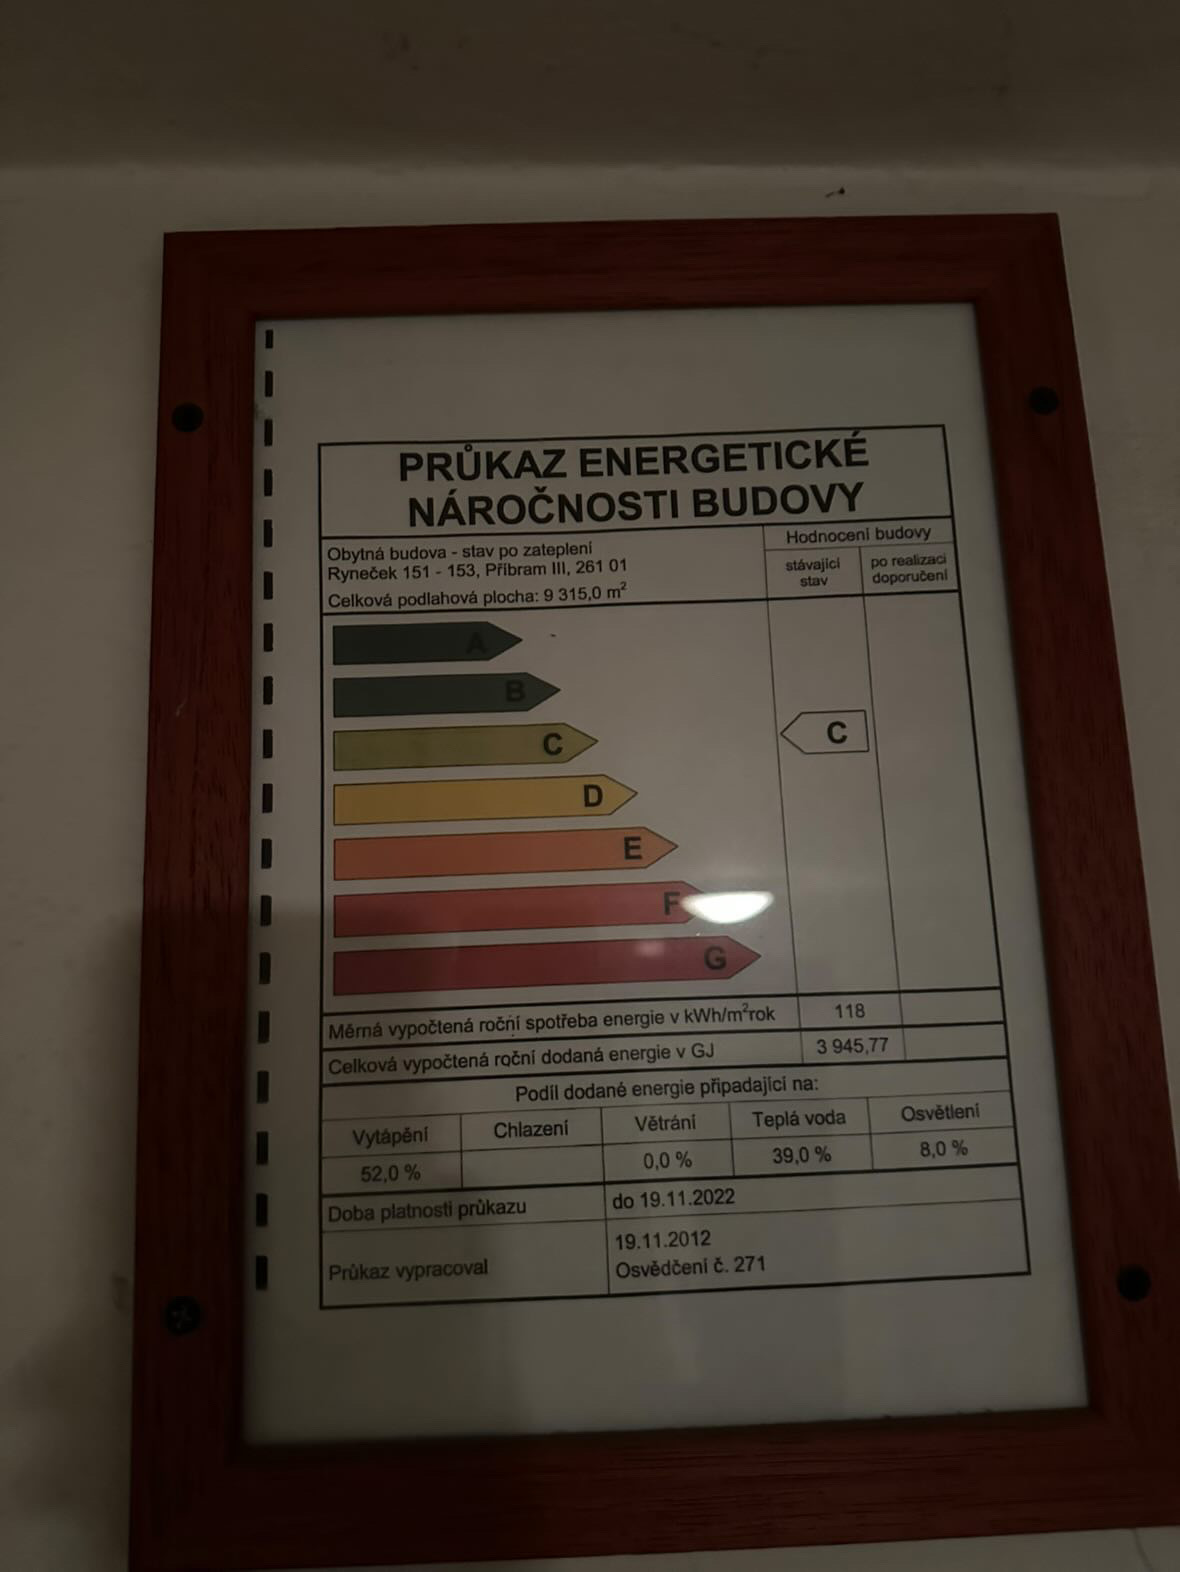 PRŮKAZ ENERGETICKÉ
NÁROČNOSTI BUDOVY
Obytná budova - stav po zateplení
Ryneček 151 - 153, Příbram III, 261 01
Celková podlahová plocha: 9 315,0 m²
Hodnocení budovy
stávající
stav
po realizaci
doporučení
A
B
C
C
D
E
F
G
Měrná vypočtená roční spotřeba energie v kWh/m²rok 118
Celková vypočtená roční dodaná energie v GJ 3 945,77
Podíl dodané energie připadající na:
Vytápění Chlazení Větrání Teplá voda Osvětlení
52,0 % 0,0 % 39,0 % 8,0 %
Doba platnosti průkazu do 19.11.2022
Průkaz vypracoval
19.11.2012
Osvědčení č. 271